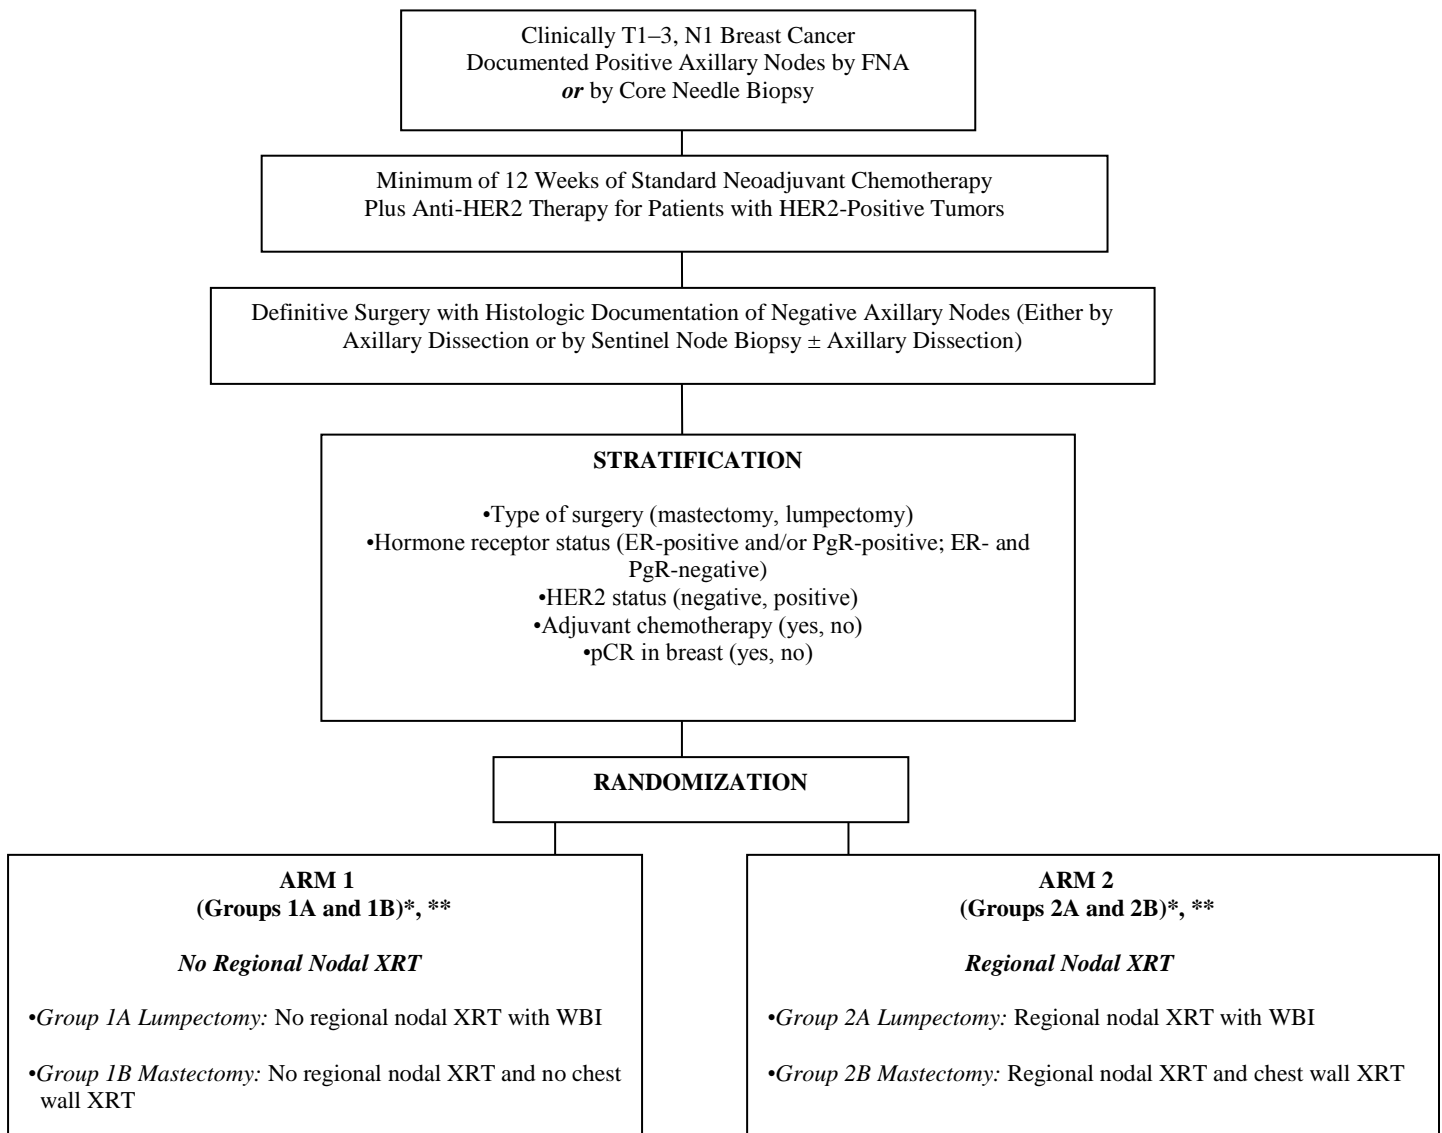 Clinically T1–3, N1 Breast Cancer
Documented Positive Axillary Nodes by FNA
or by Core Needle Biopsy
Minimum of 12 Weeks of Standard Neoadjuvant Chemotherapy
Plus Anti-HER2 Therapy for Patients with HER2-Positive Tumors
Definitive Surgery with Histologic Documentation of Negative Axillary Nodes (Either by
Axillary Dissection or by Sentinel Node Biopsy ± Axillary Dissection)
STRATIFICATION
•Type of surgery (mastectomy, lumpectomy)
•Hormone receptor status (ER-positive and/or PgR-positive; ER- and
PgR-negative)
•HER2 status (negative, positive)
•Adjuvant chemotherapy (yes, no)
•pCR in breast (yes, no)
RANDOMIZATION
ARM 1
(Groups 1A and 1B)*, **
No Regional Nodal XRT
•Group 1A Lumpectomy: No regional nodal XRT with WBI
•Group 1B Mastectomy: No regional nodal XRT and no chest
wall XRT
ARM 2
(Groups 2A and 2B)*, **
Regional Nodal XRT
•Group 2A Lumpectomy: Regional nodal XRT with WBI
•Group 2B Mastectomy: Regional nodal XRT and chest wall XRT